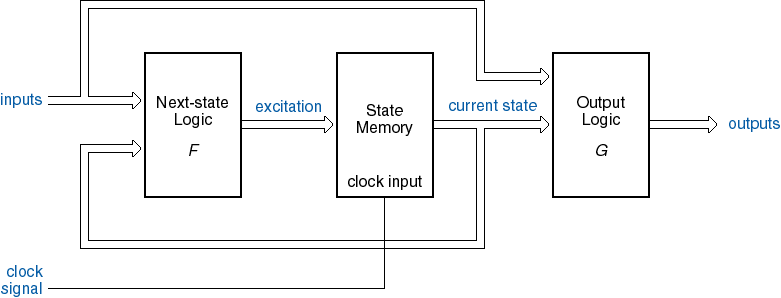 inputs
Next-state
Logic
F
excitation
State
Memory
clock input
current state
Output
Logic
G
outputs
clock
signal